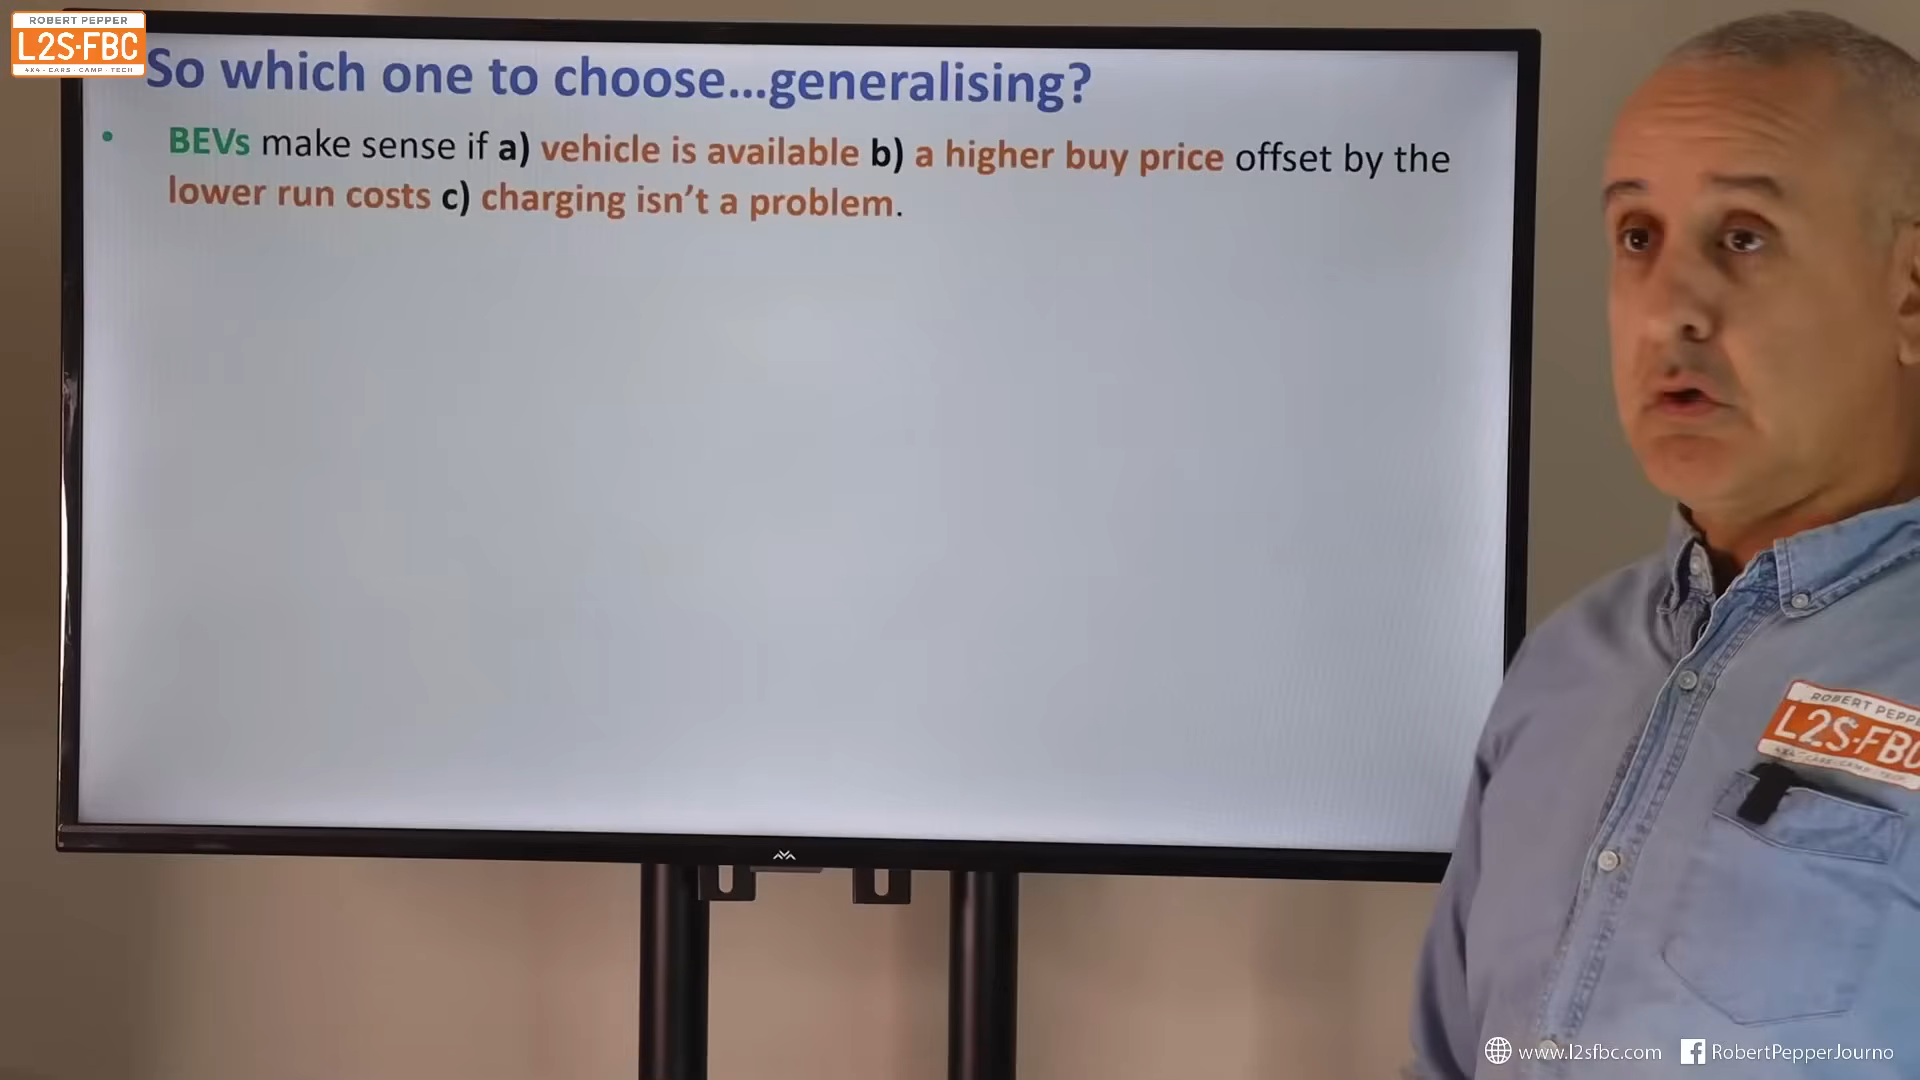 ROBERT PEPPER
L2S-FBC
4X4 - CARS - CAMP - TECH
So which one to choose...generalising?
• BEVs make sense if a) vehicle is available b) a higher buy price offset by the
lower run costs c) charging isn't a problem.
ROBERT PEPPE
L2S-FBC
www.l2sfbc.com
RobertPepperJourno